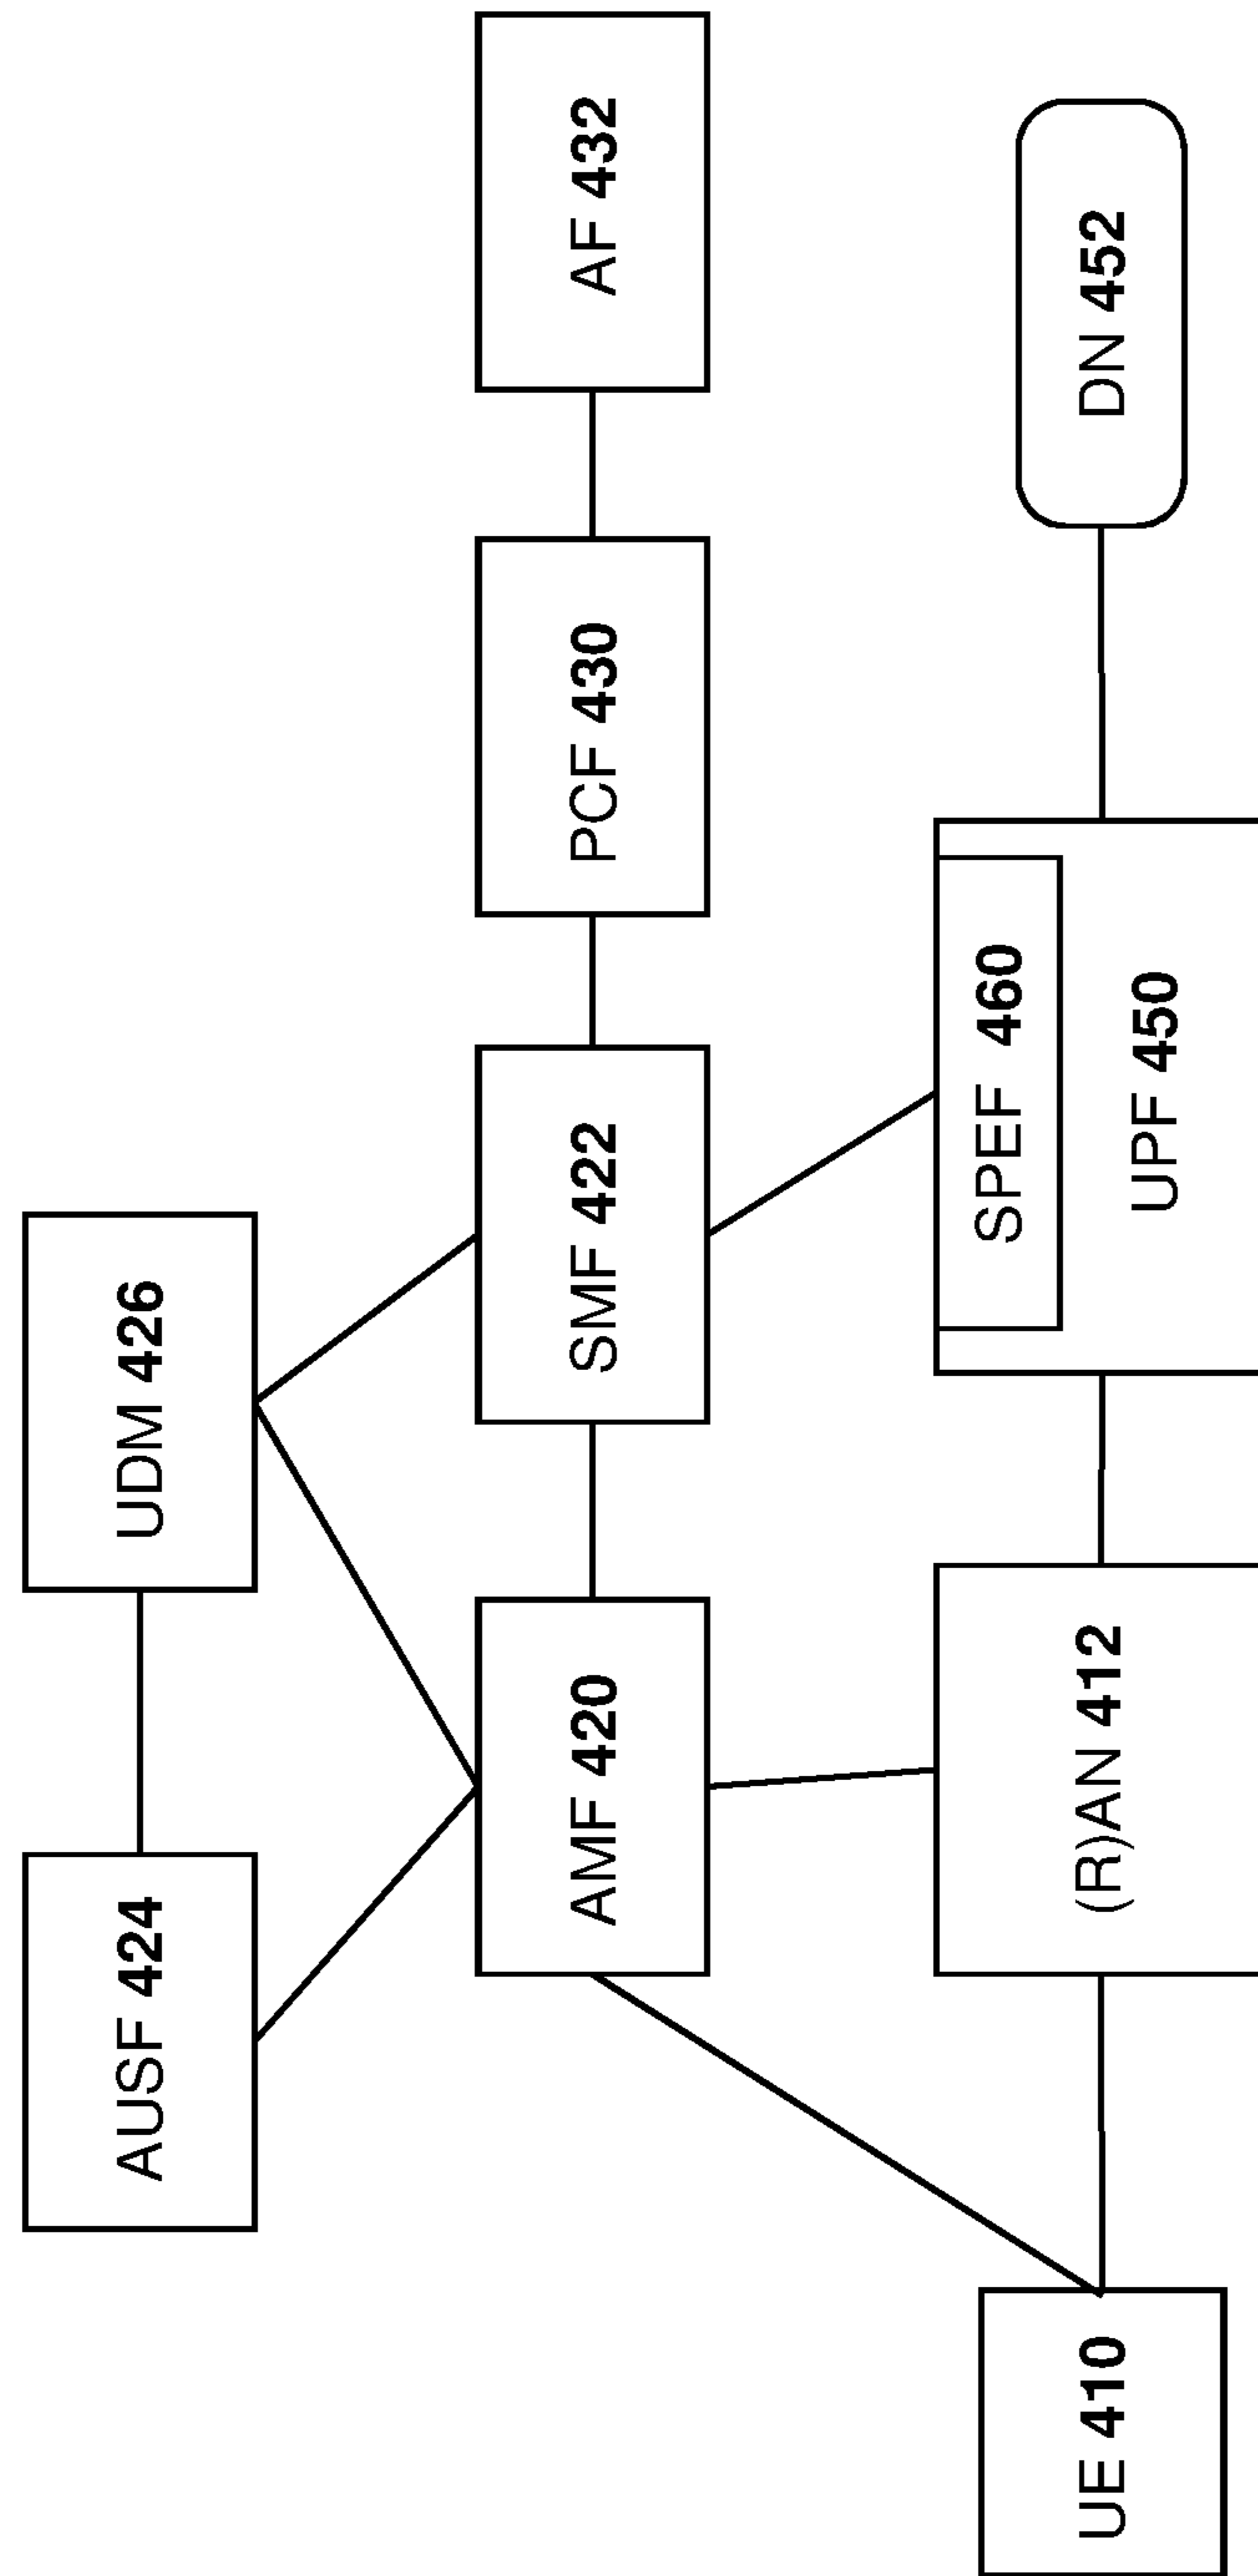 AUSF 424
UDM 426
AMF 420
SMF 422
PCF 430
AF 432
UE 410
(R)AN 412
SPEF 460
UPF 450
DN 452